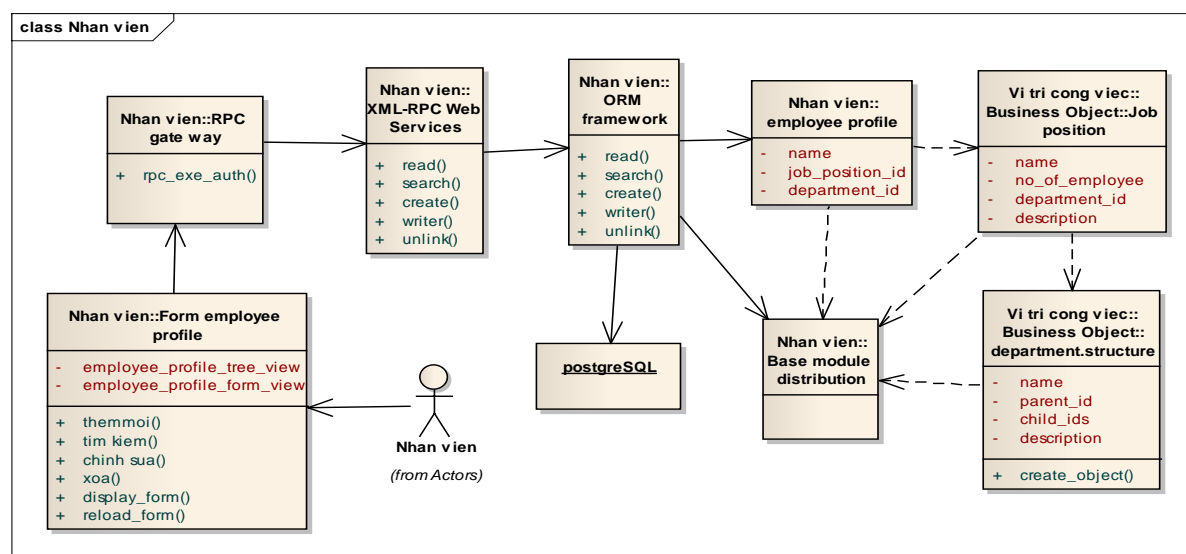 class Nhan vien
Nhan vien::RPC
gate way
+ rpc_exe_auth()
Nhan vien::
XML-RPC Web
Services
+ read()
+ search()
+ create()
+ writer()
+ unlink()
Nhan vien::
ORM
framework
+ read()
+ search()
+ create()
+ writer()
+ unlink()
Nhan vien::
employee profile
- name
- job_position_id
- department_id
Vi tri cong viec::
Business Object::Job
position
- name
- no_of_employee
- department_id
- description
Nhan vien::Form employee
profile
- employee_profile_tree_view
- employee_profile_form_view
+ themmoi()
+ tim kiem()
+ chinh sua()
+ xoa()
+ display_form()
+ reload_form()
Nhan vien
(from Actors)
postgreSQL
Nhan vien::
Base module
distribution
Vi tri cong viec::
Business Object::
department.structure
- name
- parent_id
- child_ids
- description
+ create_object()